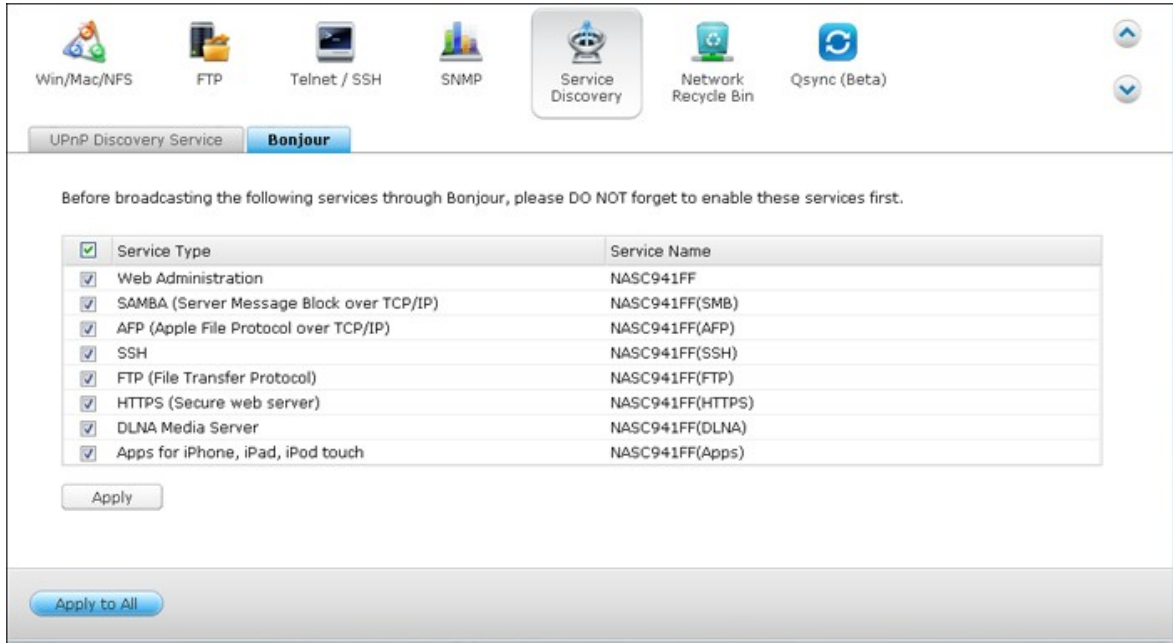 Win/Mac/NFS FTP Telnet / SSH SNMP Service Discovery Network Recycle Bin Qsync (Beta)
UPnP Discovery Service Bonjour
Before broadcasting the following services through Bonjour, please DO NOT forget to enable these services first.
Service Type Service Name
Web Administration NASC941FF
SAMBA (Server Message Block over TCP/IP) NASC941FF(SMB)
AFP (Apple File Protocol over TCP/IP) NASC941FF(AFP)
SSH NASC941FF(SSH)
FTP (File Transfer Protocol) NASC941FF(FTP)
HTTPS (Secure web server) NASC941FF(HTTPS)
DLNA Media Server NASC941FF(DLNA)
Apps for iPhone, iPad, iPod touch NASC941FF(Apps)
Apply
Apply to All